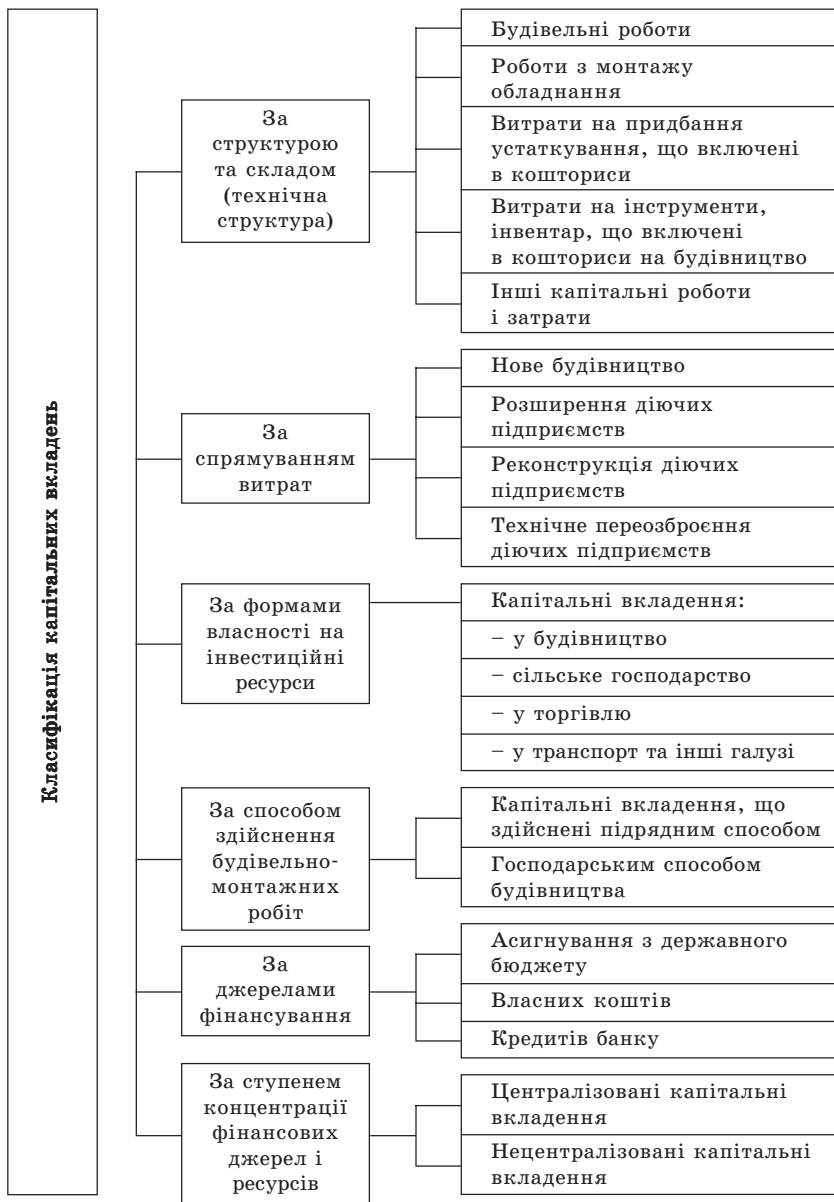 Класифікація капітальних вкладень
За
структурою
та складом
(технічна
структура)
Будівельні роботи
Роботи з монтажу
обладнання
Витрати на придбання
устаткування, що включені
в кошториси
Витрати на інструменти,
інвентар, що включені
в кошториси на будівництво
Інші капітальні роботи
і затрати
За
спрямуванням
витрат
Нове будівництво
Розширення діючих
підприємств
Реконструкція діючих
підприємств
Технічне переозброєння
діючих підприємств
За формами
власності на
інвестиційні
ресурси
Капітальні вкладення:
– у будівництво
– сільське господарство
– у торгівлю
– у транспорт та інші галузі
За способом
здійснення
будівельно-
монтажних
робіт
Капітальні вкладення, що
здійснені підрядним способом
Господарським способом
будівництва
За
джерелами
фінансування
Асигнування з державного
бюджету
Власних коштів
Кредитів банку
За ступенем
концентрації
фінансових
джерел і
ресурсів
Централізовані капітальні
вкладення
Нецентралізовані капітальні
вкладення